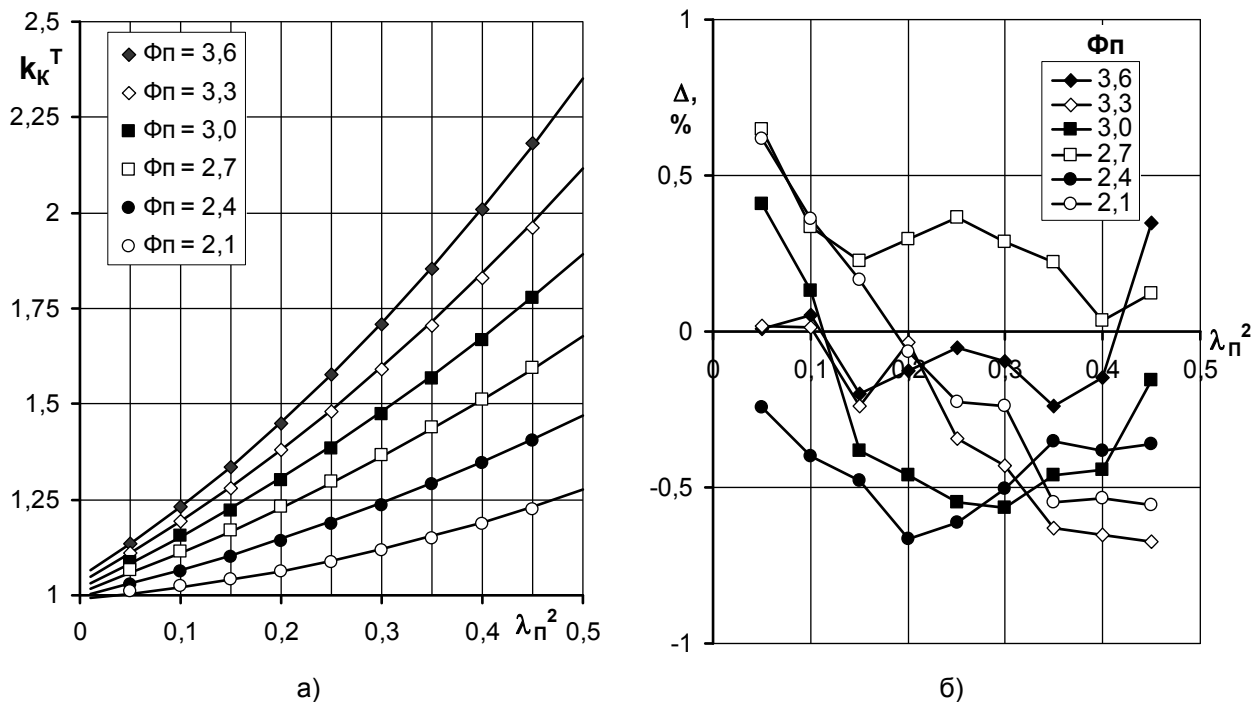 2,5
k_К^Т
2,25
2
1,75
1,5
1,25
1
Фп = 3,6
Фп = 3,3
Фп = 3,0
Фп = 2,7
Фп = 2,4
Фп = 2,1
0 0,1 0,2 0,3 0,4 λ_П² 0,5
а)
1
Δ,
%
0,5
0
-0,5
-1
Фп
3,6
3,3
3,0
2,7
2,4
2,1
0 0,1 0,2 0,3 0,4 0,5
λ_П²
б)